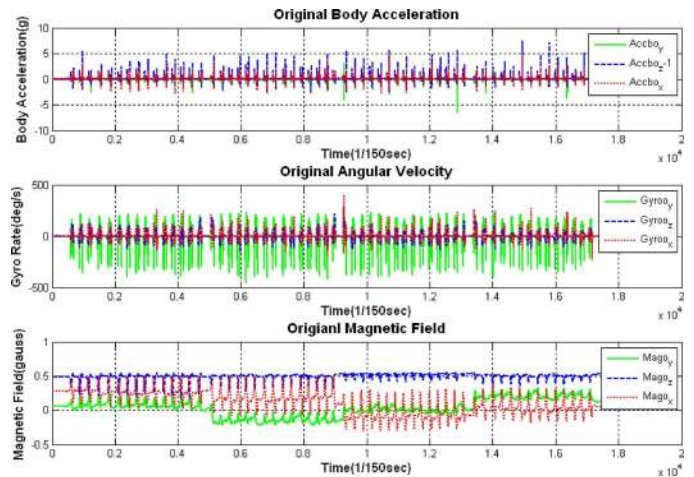 Original Body Acceleration
Body Acceleration(g)
10
5
0
-5
-10
Accbo_y
Accbo_z-1
Accbo_x
0 0.2 0.4 0.6 0.8 1 1.2 1.4 1.6 1.8 2
Time(1/150sec)
x 10^4
Original Angular Velocity
Gyro Rate(deg/s)
500
0
-500
Gyroo_y
Gyroo_z
Gyroo_x
0 0.2 0.4 0.6 0.8 1 1.2 1.4 1.6 1.8 2
Time(1/150sec)
x 10^4
Origianl Magnetic Field
Magnetic Field(gauss)
1
0.5
0
-0.5
Mago_y
Mago_z
Mago_x
0 0.2 0.4 0.6 0.8 1 1.2 1.4 1.6 1.8 2
Time(1/150sec)
x 10^4